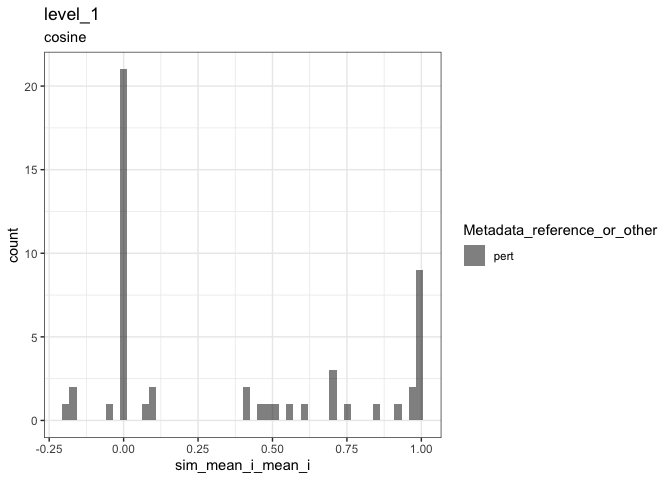 level_1
cosine
20
15
10
5
0
count
-0.25 0.00 0.25 0.50 0.75 1.00
sim_mean_i_mean_i
Metadata_reference_or_other
pert